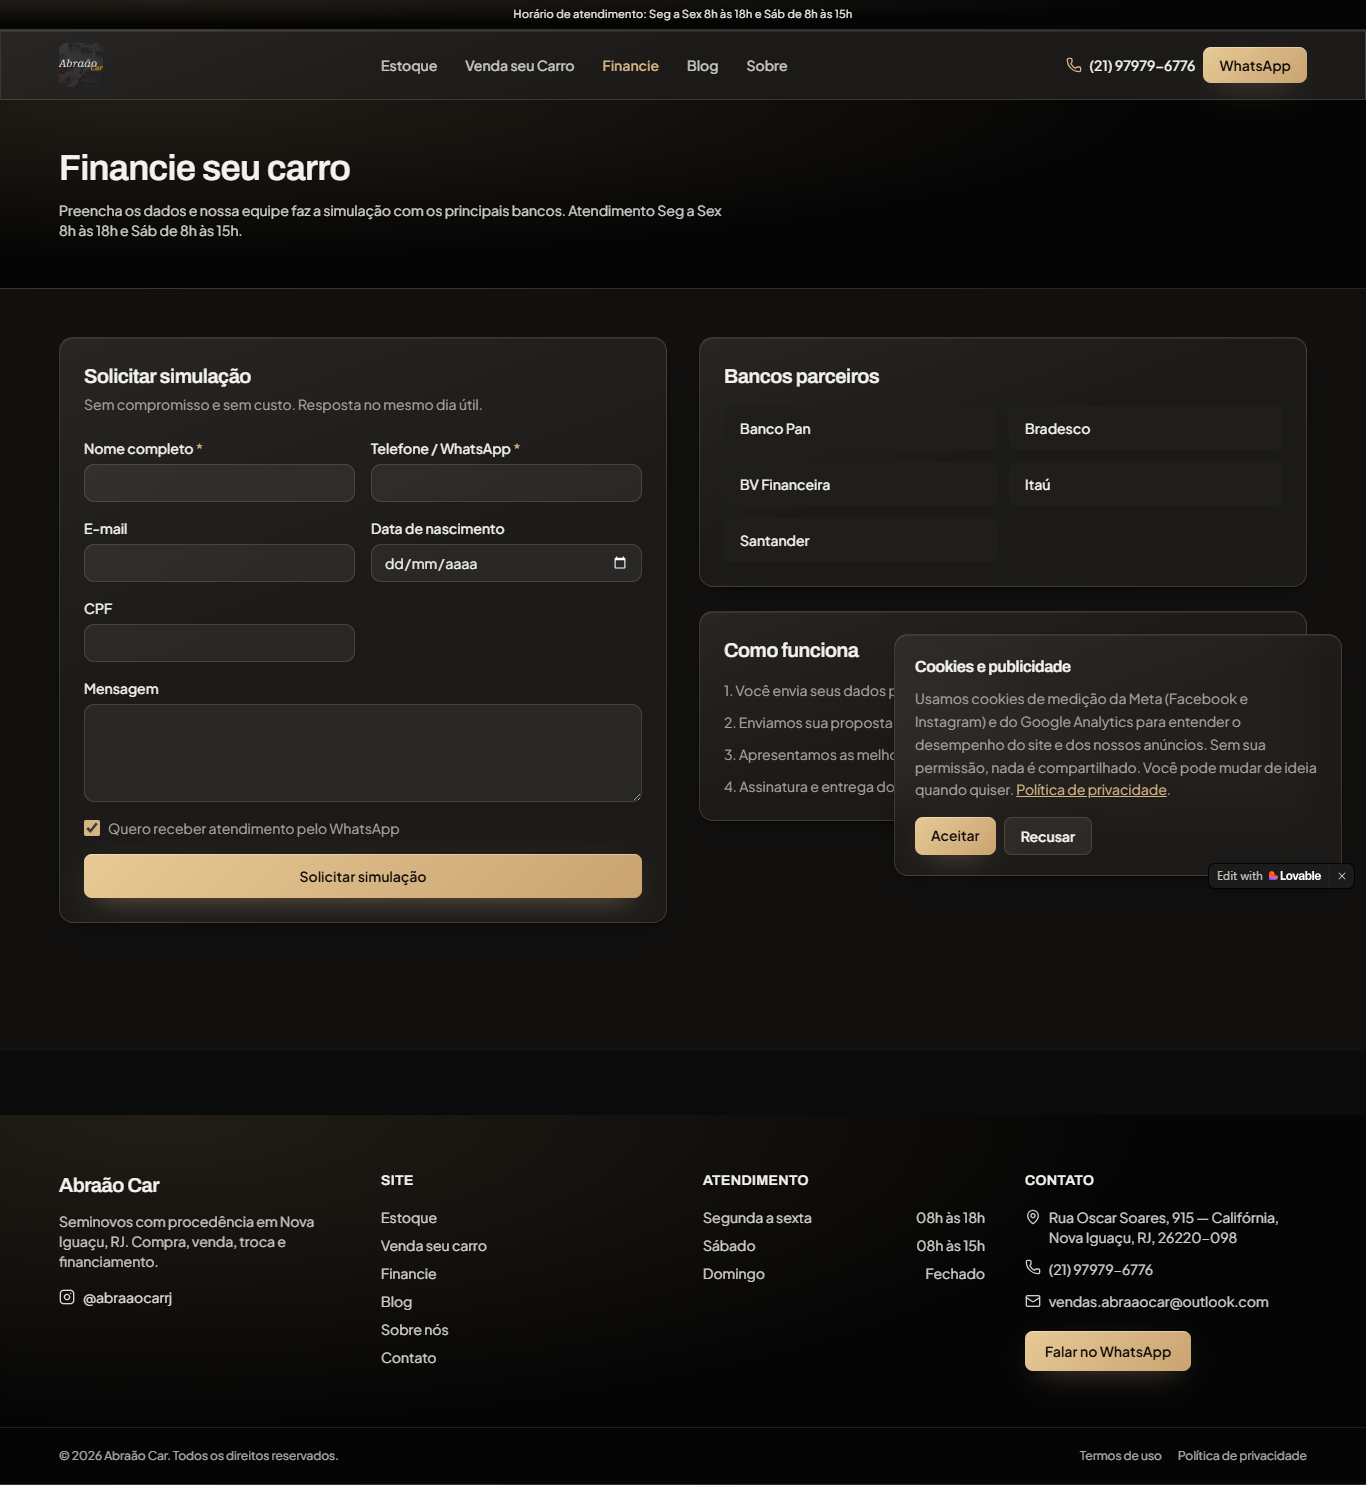 Horário de atendimento: Seg a Sex 8h às 18h e Sáb de 8h às 15h
Abraão
Car
Estoque
Venda seu Carro
Financie
Blog
Sobre
(21) 97979-6776
WhatsApp
Financie seu carro
Preencha os dados e nossa equipe faz a simulação com os principais bancos. Atendimento Seg a Sex
8h às 18h e Sáb de 8h às 15h.
Solicitar simulação
Sem compromisso e sem custo. Resposta no mesmo dia útil.
Nome completo *
Telefone / WhatsApp *
E-mail
Data de nascimento
dd/mm/aaaa
CPF
Mensagem
Quero receber atendimento pelo WhatsApp
Solicitar simulação
Bancos parceiros
Banco Pan
Bradesco
BV Financeira
Itaú
Santander
Como funciona
1. Você envia seus dados
2. Enviamos sua proposta
3. Apresentamos as
4. Assinatura e entrega do
Cookies e publicidade
Usamos cookies de medição da Meta (Facebook e
Instagram) e do Google Analytics para entender o
desempenho do site e dos nossos anúncios. Sem sua
permissão, nada é compartilhado. Você pode mudar de ideia
quando quiser. Política de privacidade.
Aceitar
Recusar
Edit with Lovable
Abraão Car
Seminovos com procedência em Nova
Iguaçu, RJ. Compra, venda, troca e
financiamento.
@abraaocarrj
SITE
Estoque
Venda seu carro
Financie
Blog
Sobre nós
Contato
ATENDIMENTO
Segunda a sexta 08h às 18h
Sábado 08h às 15h
Domingo Fechado
CONTATO
Rua Oscar Soares, 915 — Califórnia,
Nova Iguaçu, RJ, 26220-098
(21) 97979-6776
vendas.abraaocar@outlook.com
Falar no WhatsApp
© 2026 Abraão Car. Todos os direitos reservados.
Termos de uso
Política de privacidade